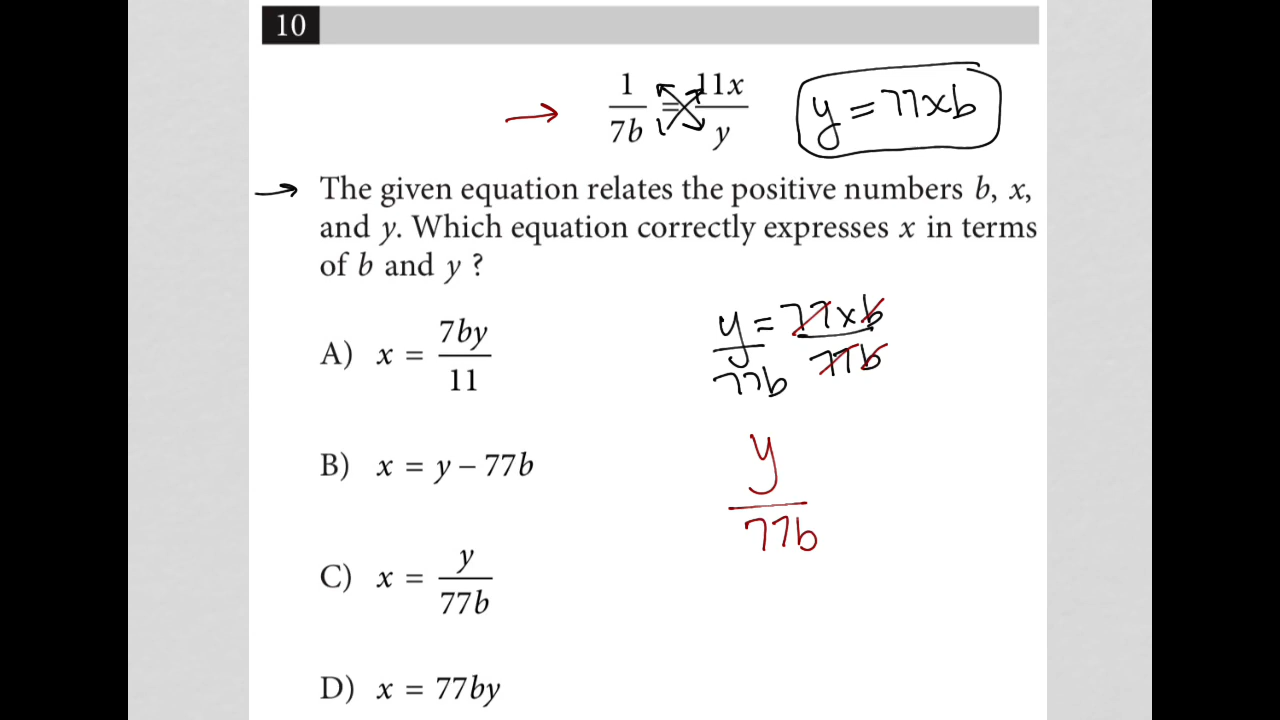 10
1/7b = 11x/y
y = 77xb
The given equation relates the positive numbers b, x,
and y. Which equation correctly expresses x in terms
of b and y ?
y/77b = 77xb/77b
A) x = 7by/11
y/77b
B) x = y – 77b
C) x = y/77b
D) x = 77by